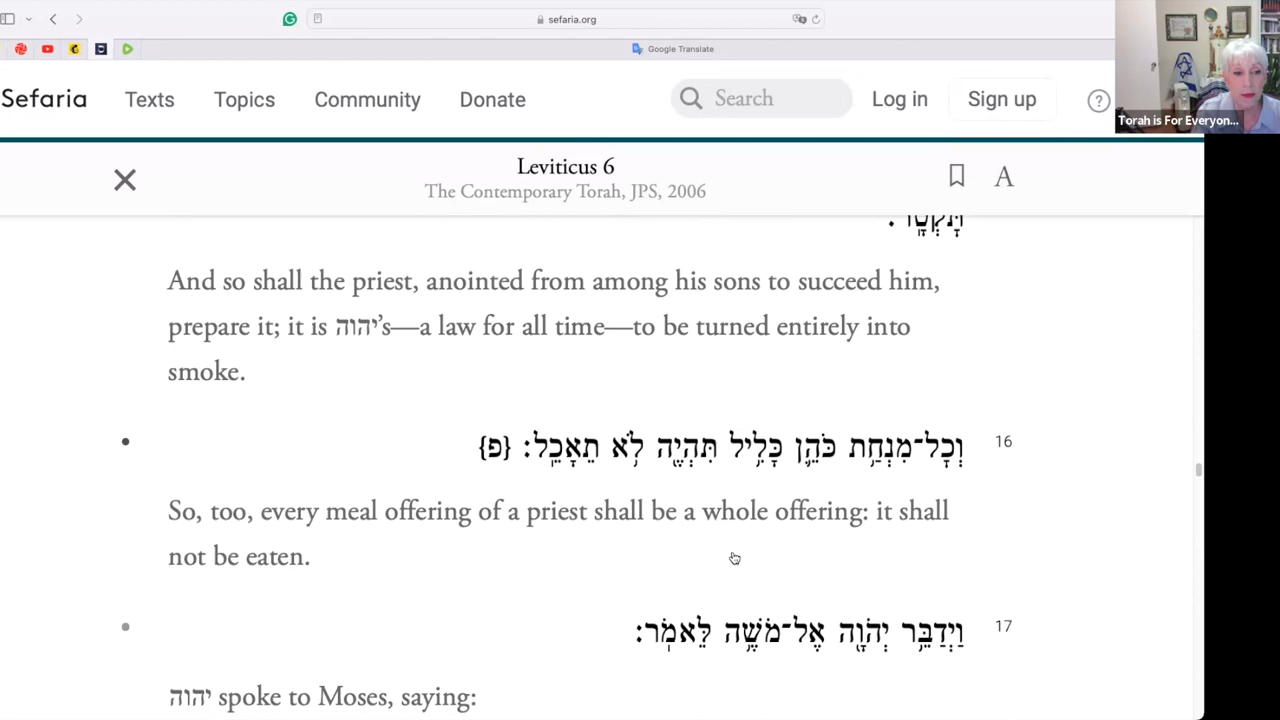 sefaria.org
Google Translate
Sefaria Texts Topics Community Donate Search Log in Sign up ?
Torah is For Everyon...
Leviticus 6
The Contemporary Torah, JPS, 2006
A
תׇּקְטָֽר׃
And so shall the priest, anointed from among his sons to succeed him,
prepare it; it is יהוה's—a law for all time—to be turned entirely into
smoke.
16
וְכׇל־מִנְחַ֥ת כֹּהֵ֛ן כָּלִ֥יל תִּהְיֶ֖ה לֹ֥א תֵאָכֵֽל׃ {פ}
So, too, every meal offering of a priest shall be a whole offering: it shall
not be eaten.
17
וַיְדַבֵּ֥ר יְהֹוָ֖ה אֶל־מֹשֶׁ֥ה לֵּאמֹֽר׃
יהוה spoke to Moses, saying: